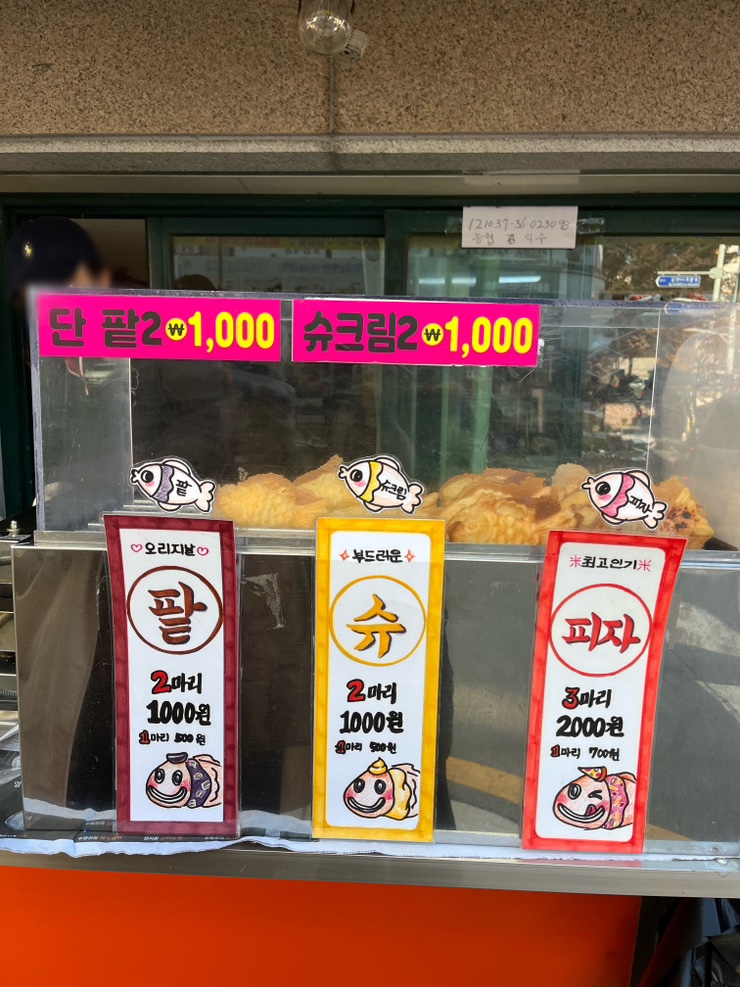 단 팥2₩1,000
슈크림2₩1,000
팥
슈크림
피자
♡오리지날♡
팥
2마리
1000원
1마리 500원
부드러운
슈
2마리
1000원
1마리 500원
최고인기
피자
3마리
2000원
1마리 700원